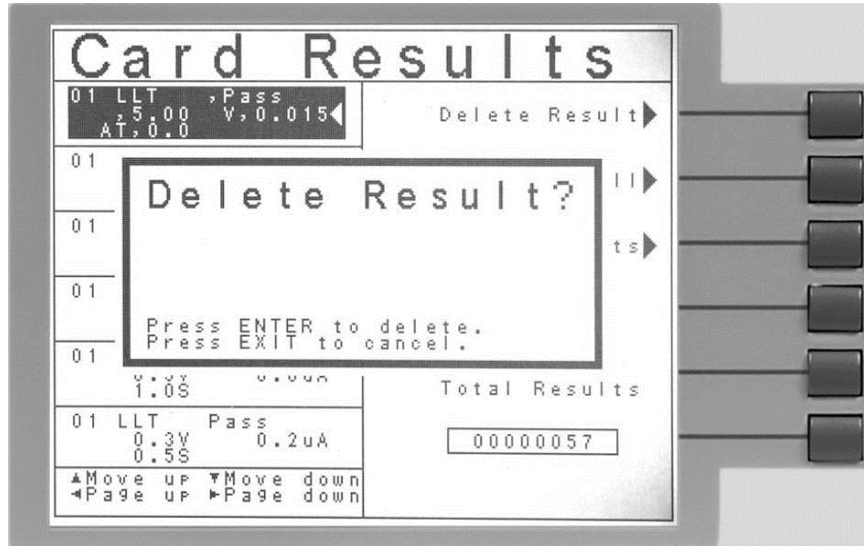 Card Results
01 LLT ,Pass
,5.00 V,0.015
AT,0.0
Delete Result
01
ll
Delete Result?
01
ts
01
Press ENTER to delete.
Press EXIT to cancel.
01
1.0S
Total Results
01 LLT Pass
0.3V 0.2uA
0.5S
00000057
▲Move up ▼Move down
◄Page up ►Page down